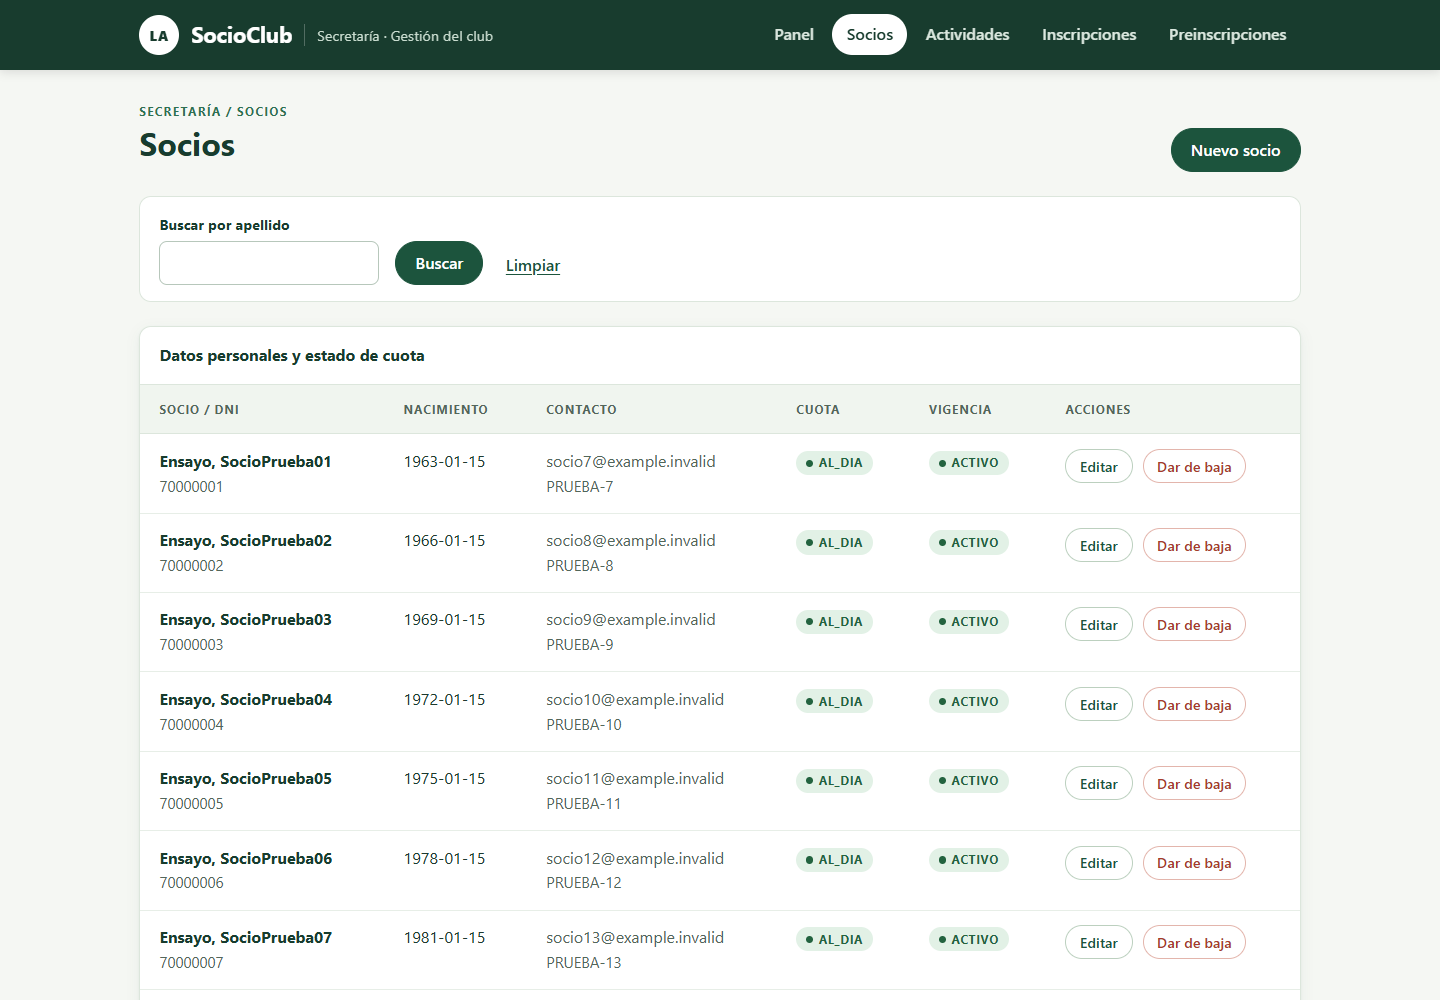 LA SocioClub Secretaría · Gestión del club Panel Socios Actividades Inscripciones Preinscripciones
SECRETARÍA / SOCIOS
Socios
Nuevo socio
Buscar por apellido
Buscar Limpiar
Datos personales y estado de cuota
SOCIO / DNI NACIMIENTO CONTACTO CUOTA VIGENCIA ACCIONES
Ensayo, SocioPrueba01 1963-01-15 socio7@example.invalid AL_DIA ACTIVO Editar Dar de baja
70000001 PRUEBA-7
Ensayo, SocioPrueba02 1966-01-15 socio8@example.invalid AL_DIA ACTIVO Editar Dar de baja
70000002 PRUEBA-8
Ensayo, SocioPrueba03 1969-01-15 socio9@example.invalid AL_DIA ACTIVO Editar Dar de baja
70000003 PRUEBA-9
Ensayo, SocioPrueba04 1972-01-15 socio10@example.invalid AL_DIA ACTIVO Editar Dar de baja
70000004 PRUEBA-10
Ensayo, SocioPrueba05 1975-01-15 socio11@example.invalid AL_DIA ACTIVO Editar Dar de baja
70000005 PRUEBA-11
Ensayo, SocioPrueba06 1978-01-15 socio12@example.invalid AL_DIA ACTIVO Editar Dar de baja
70000006 PRUEBA-12
Ensayo, SocioPrueba07 1981-01-15 socio13@example.invalid AL_DIA ACTIVO Editar Dar de baja
70000007 PRUEBA-13